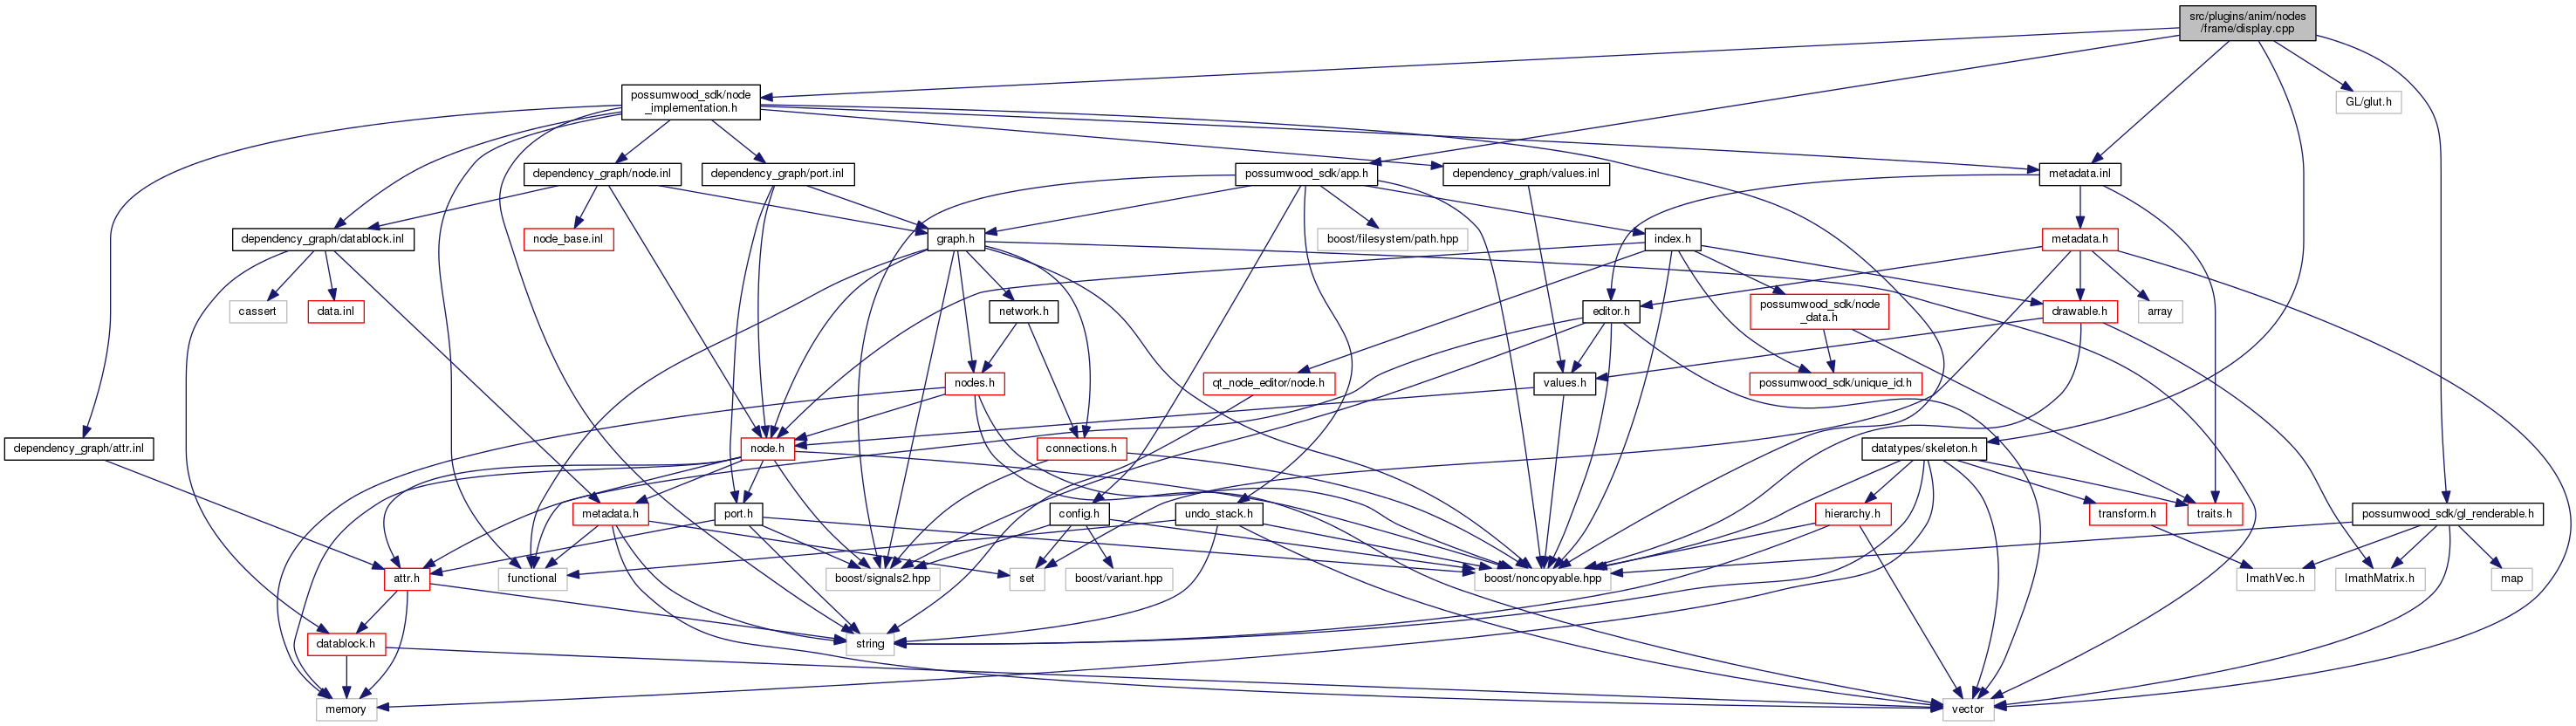 src/plugins/anim/nodes
/frame/display.cpp
possumwood_sdk/node
_implementation.h
GL/glut.h
dependency_graph/node.inl
dependency_graph/port.inl
possumwood_sdk/app.h
dependency_graph/values.inl
metadata.inl
dependency_graph/datablock.inl
node_base.inl
graph.h
boost/filesystem/path.hpp
index.h
metadata.h
cassert
data.inl
network.h
editor.h
possumwood_sdk/node
_data.h
drawable.h
array
nodes.h
qt_node_editor/node.h
values.h
possumwood_sdk/unique_id.h
dependency_graph/attr.inl
node.h
connections.h
datatypes/skeleton.h
metadata.h
port.h
config.h
undo_stack.h
hierarchy.h
transform.h
traits.h
possumwood_sdk/gl_renderable.h
attr.h
functional
boost/signals2.hpp
set
boost/variant.hpp
boost/noncopyable.hpp
ImathVec.h
ImathMatrix.h
map
datablock.h
string
memory
vector